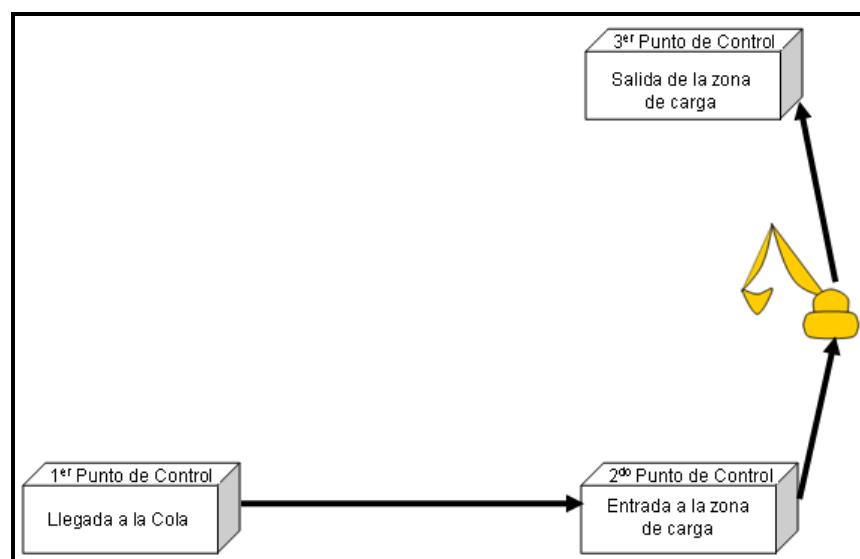 3er Punto de Control
Salida de la zona
de carga
1er Punto de Control
Llegada a la Cola
2do Punto de Control
Entrada a la zona
de carga